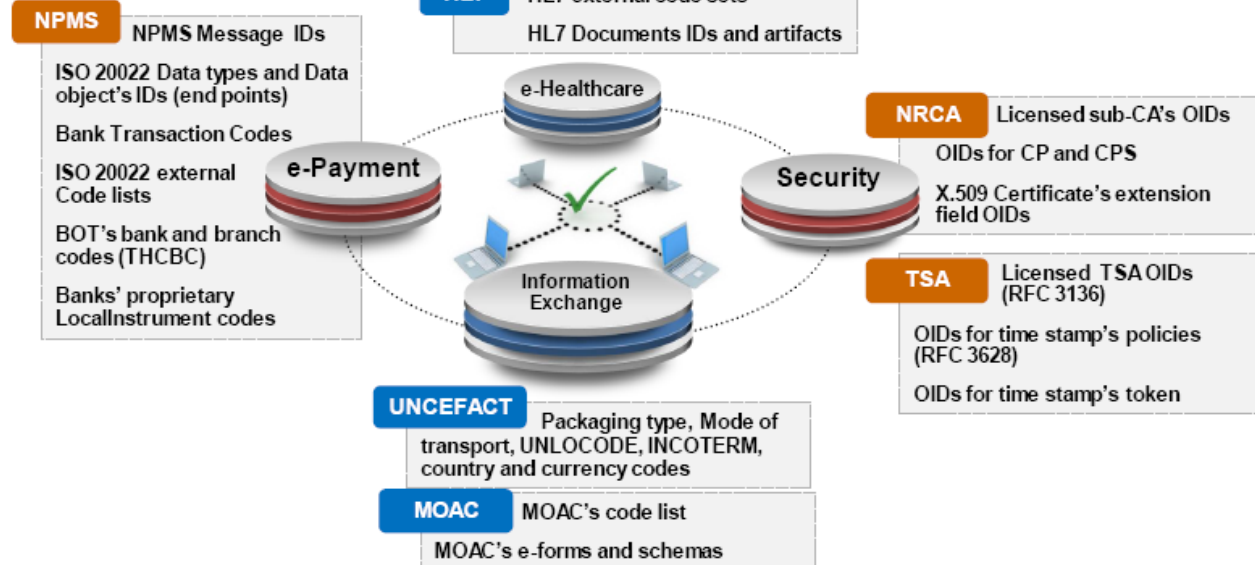 NPMS
NPMS Message IDs
ISO 20022 Data types and Data
object's IDs (end points)
Bank Transaction Codes
ISO 20022 external
Code lists
BOT's bank and branch
codes (THCBC)
Banks' proprietary
LocalInstrument codes
HL7 Documents IDs and artifacts
e-Healthcare
e-Payment
Security
Information
Exchange
NRCA
Licensed sub-CA's OIDs
OIDs for CP and CPS
X.509 Certificate's extension
field OIDs
TSA
Licensed TSA OIDs
(RFC 3136)
OIDs for time stamp's policies
(RFC 3628)
OIDs for time stamp's token
UNCEFACT
Packaging type, Mode of
transport, UNLOCODE, INCOTERM,
country and currency codes
MOAC
MOAC's code list
MOAC's e-forms and schemas